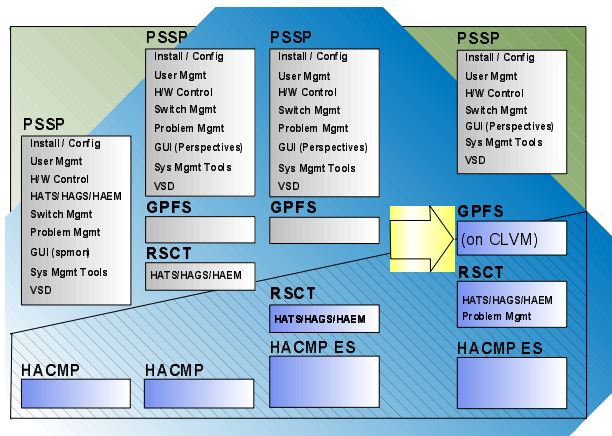 PSSP
Install / Config
User Mgmt
H/W Control
HATS/HAGS/HAEM
Switch Mgmt
Problem Mgmt
GUI (spmon)
Sys Mgmt Tools
VSD
HACMP
PSSP
Install / Config
User Mgmt
H/W Control
Switch Mgmt
Problem Mgmt
GUI (Perspectives)
Sys Mgmt Tools
VSD
GPFS
RSCT
HATS/HAGS/HAEM
HACMP
PSSP
Install / Config
User Mgmt
H/W Control
Switch Mgmt
Problem Mgmt
GUI (Perspectives)
Sys Mgmt Tools
VSD
GPFS
RSCT
HATS/HAGS/HAEM
HACMP ES
PSSP
Install / Config
User Mgmt
H/W Control
Switch Mgmt
GUI (Perspectives)
Sys Mgmt Tools
VSD
GPFS
(on CLVM)
RSCT
HATS/HAGS/HAEM
Problem Mgmt
HACMP ES